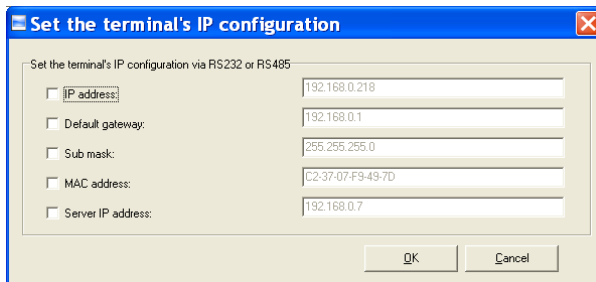 Set the terminal's IP configuration
Set the terminal's IP configuration via RS232 or RS485
IP address: 192.168.0.218
Default gateway: 192.168.0.1
Sub mask: 255.255.255.0
MAC address: C2-37-07-F9-49-7D
Server IP address: 192.168.0.7
OK Cancel